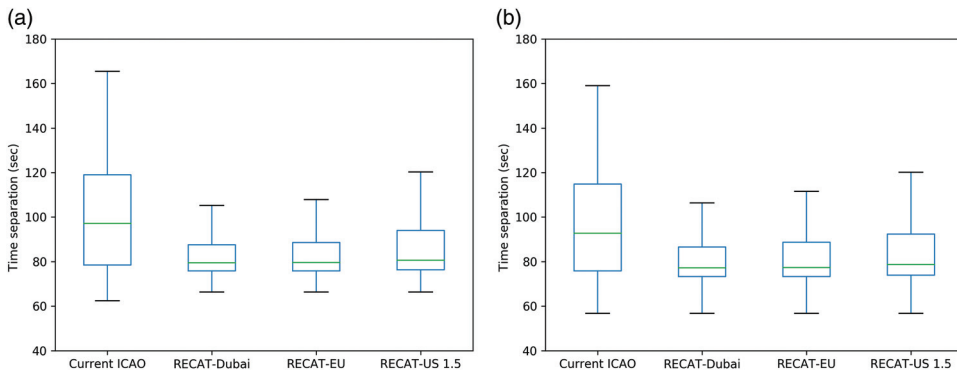 (a)
180
160
140
120
100
80
60
40
Time separation (sec)
Current ICAO RECAT-Dubai RECAT-EU RECAT-US 1.5
(b)
180
160
140
120
100
80
60
40
Time separation (sec)
Current ICAO RECAT-Dubai RECAT-EU RECAT-US 1.5